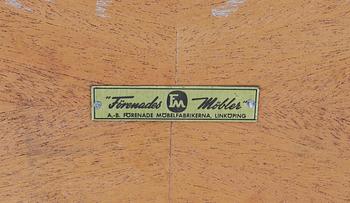 "Förenades FM Möbler"
A.-B. FÖRENADE MÖBELFABRIKERNA, LINKÖPING